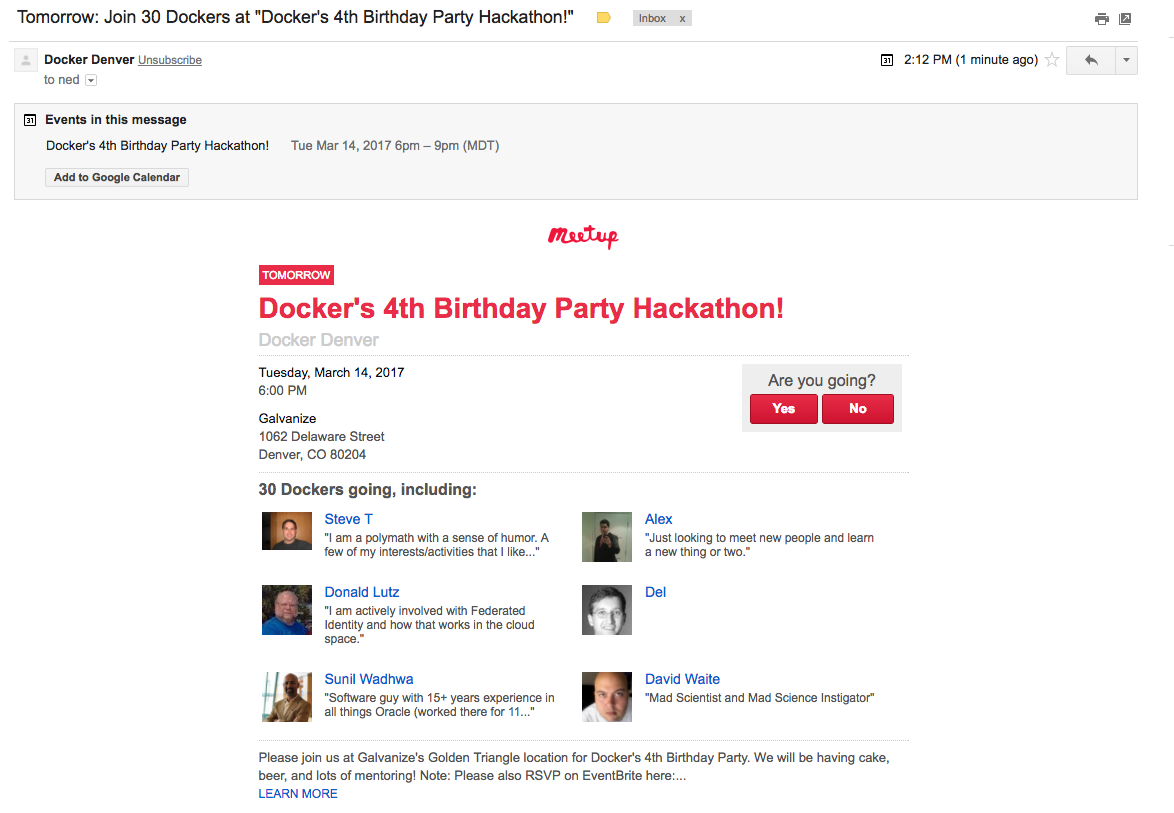 Tomorrow: Join 30 Dockers at "Docker's 4th Birthday Party Hackathon!"
Inbox x
Docker Denver Unsubscribe
31 2:12 PM (1 minute ago)
to ned
31 Events in this message
Docker's 4th Birthday Party Hackathon! Tue Mar 14, 2017 6pm – 9pm (MDT)
Add to Google Calendar
Meetup
TOMORROW
Docker's 4th Birthday Party Hackathon!
Docker Denver
Tuesday, March 14, 2017
6:00 PM
Galvanize
1062 Delaware Street
Denver, CO 80204
Are you going?
Yes No
30 Dockers going, including:
Steve T
"I am a polymath with a sense of humor. A
few of my interests/activities that I like..."
Alex
"Just looking to meet new people and learn
a new thing or two."
Donald Lutz
"I am actively involved with Federated
Identity and how that works in the cloud
space."
Del
Sunil Wadhwa
"Software guy with 15+ years experience in
all things Oracle (worked there for 11..."
David Waite
"Mad Scientist and Mad Science Instigator"
Please join us at Galvanize's Golden Triangle location for Docker's 4th Birthday Party. We will be having cake,
beer, and lots of mentoring! Note: Please also RSVP on EventBrite here:...
LEARN MORE